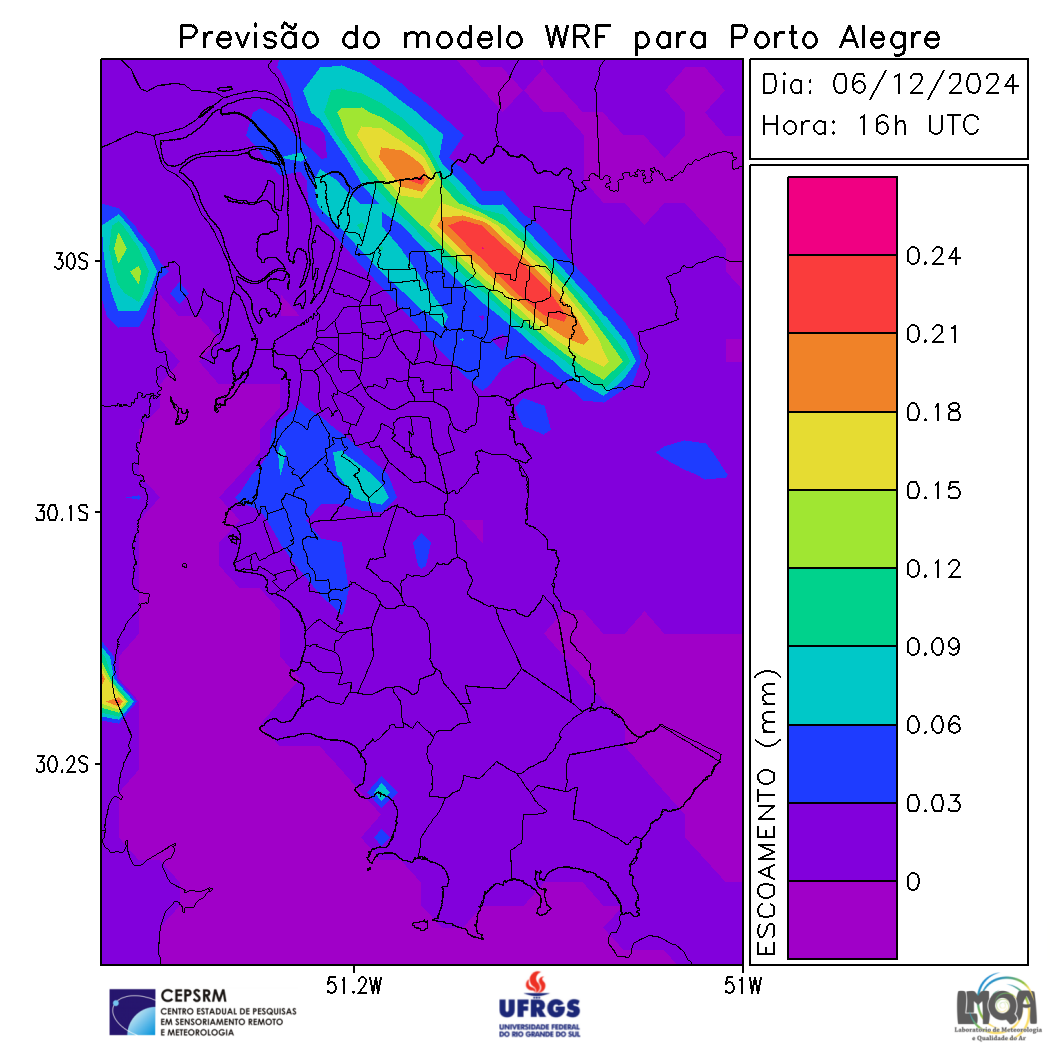 Previsão do modelo WRF para Porto Alegre
Dia: 06/12/2024
Hora: 16h UTC
30S
30.1S
30.2S
51.2W
51W
ESCOAMENTO (mm)
0.24
0.21
0.18
0.15
0.12
0.09
0.06
0.03
0
CEPSRM
CENTRO ESTADUAL DE PESQUISAS
EM SENSORIAMENTO REMOTO
E METEOROLOGIA
UFRGS
UNIVERSIDADE FEDERAL
DO RIO GRANDE DO SUL
LMQA
Laboratório de Meteorologia
e Qualidade do Ar